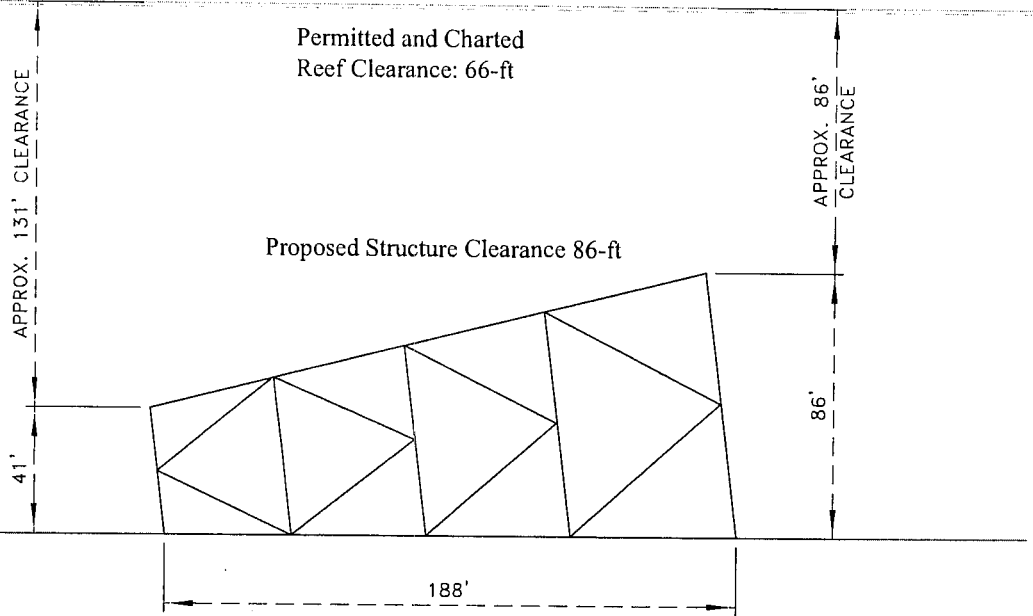 Permitted and Charted
Reef Clearance: 66-ft
APPROX. 131' CLEARANCE
APPROX. 86'
CLEARANCE
Proposed Structure Clearance 86-ft
41'
86'
188'